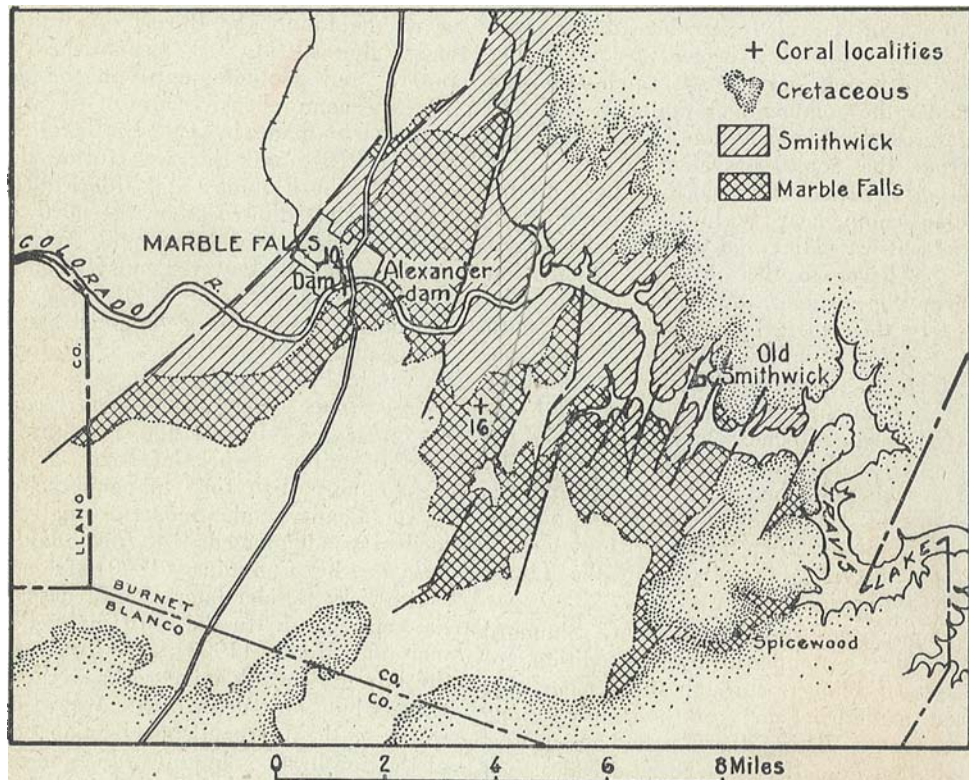 + Coral localities
Cretaceous
Smithwick
Marble Falls
MARBLE FALLS
10
COLORADO R.
Dam
Alexander
dam
CO.
LLANO
Old
Smithwick
+
16
TRAVIS
LAKE
BURNET
BLANCO
CO.
CO.
Spicewood
0 2 4 6 8 Miles